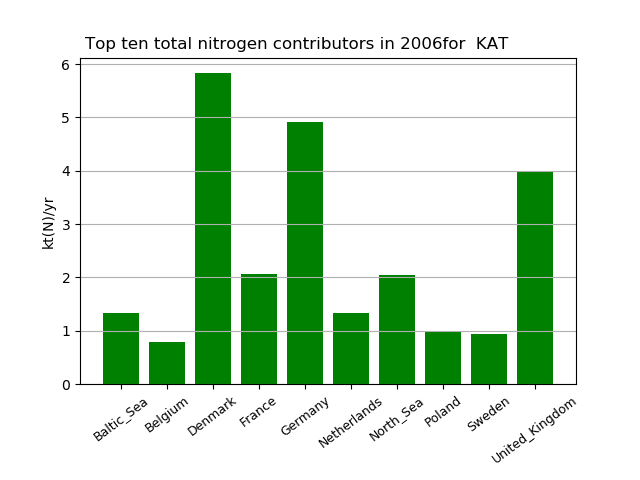 Top ten total nitrogen contributors in 2006for  KAT
6
5
4
3
2
1
0
kt(N)/yr
Baltic_Sea
Belgium
Denmark
France
Germany
Netherlands
North_Sea
Poland
Sweden
United_Kingdom